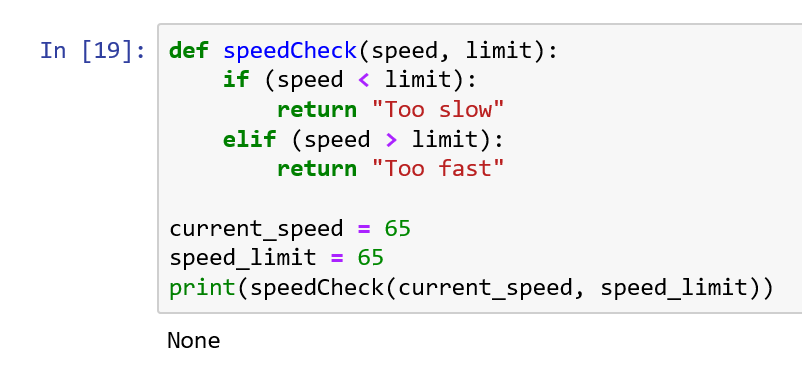 In [19]: def speedCheck(speed, limit):
    if (speed < limit):
        return "Too slow"
    elif (speed > limit):
        return "Too fast"

current_speed = 65
speed_limit = 65
print(speedCheck(current_speed, speed_limit))
None